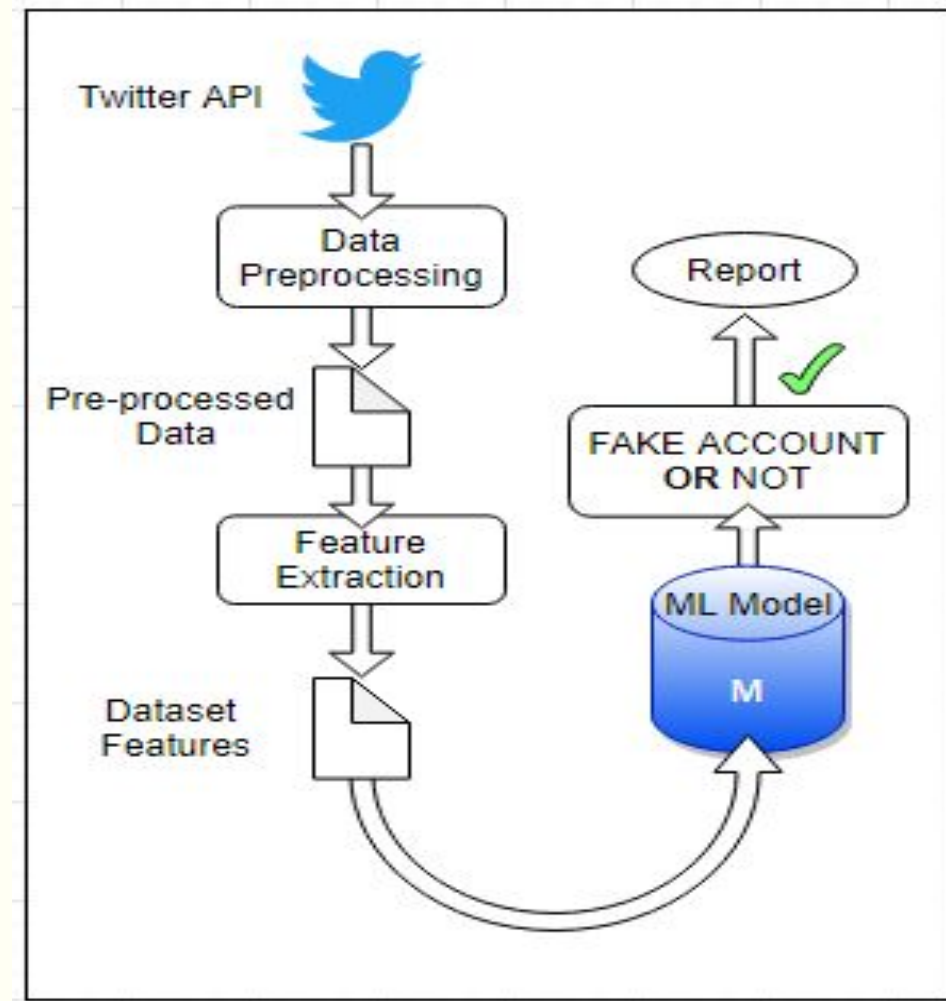 Twitter API
Data
Preprocessing
Pre-processed
Data
Feature
Extraction
Dataset
Features
ML Model
M
FAKE ACCOUNT
OR NOT
Report